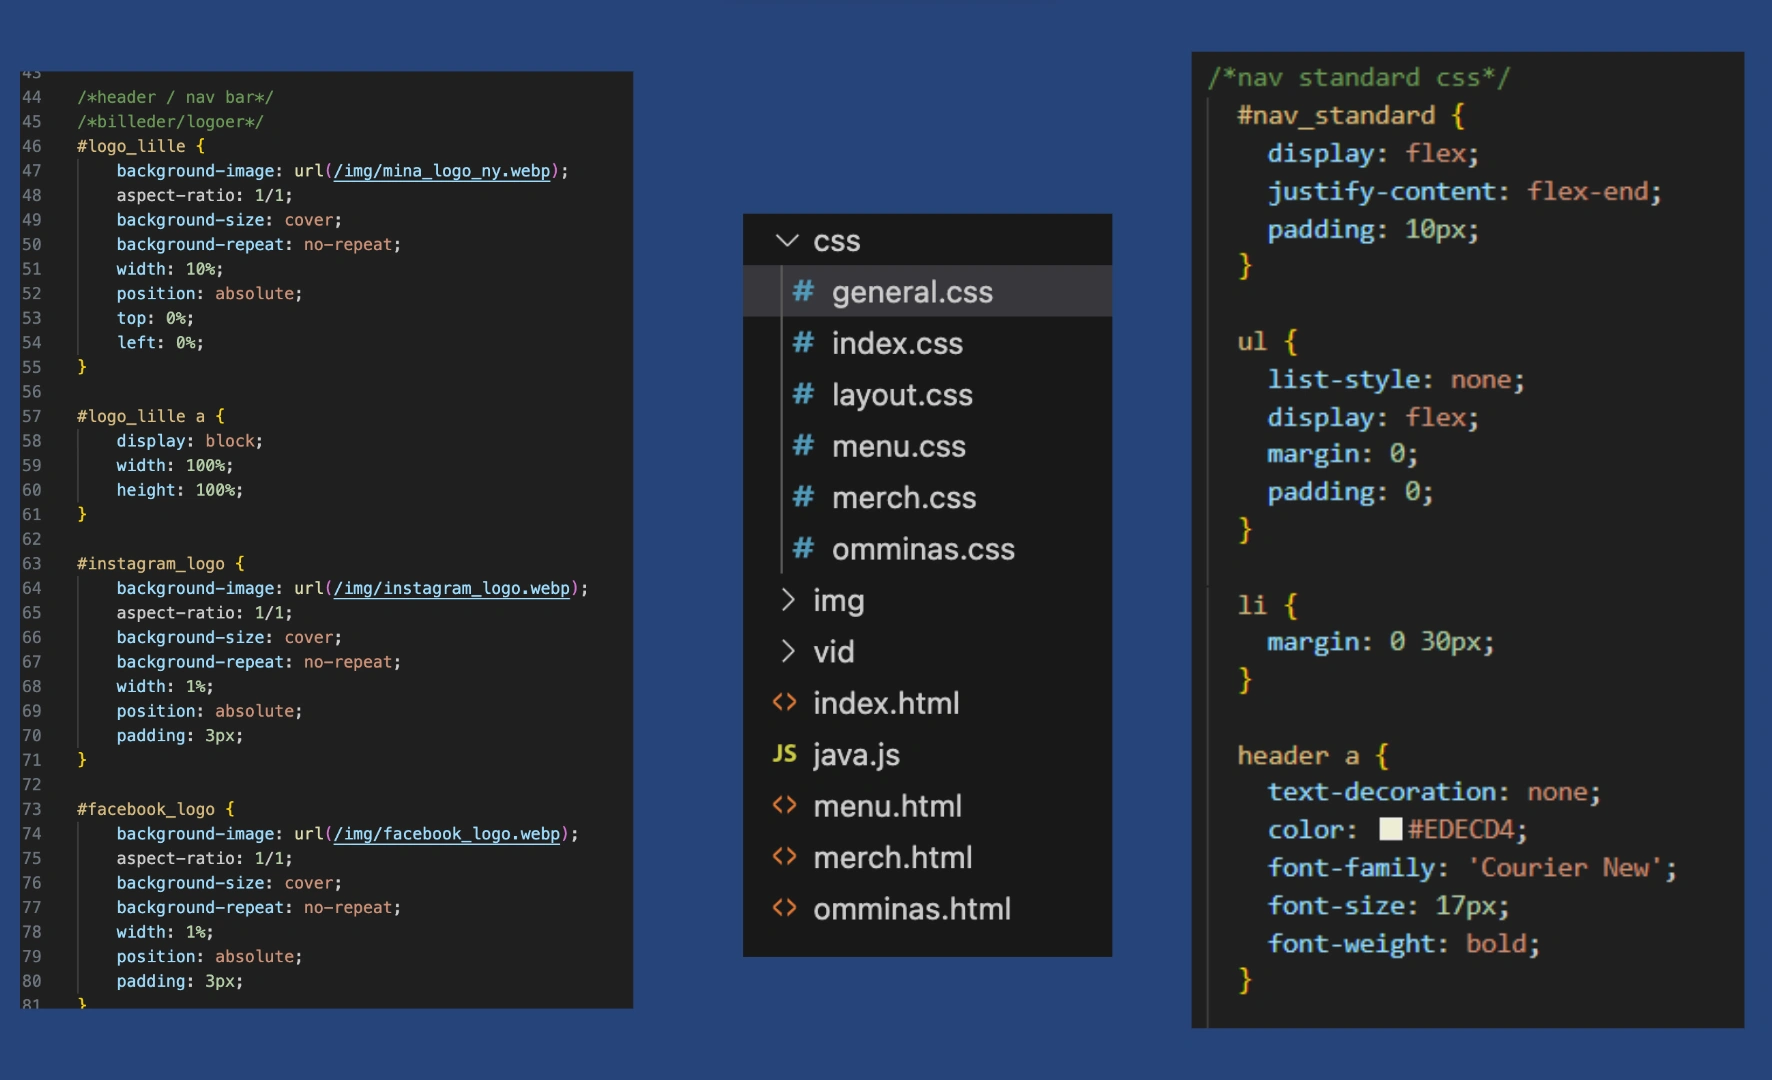 43
44 /*header / nav bar*/
45 /*billeder/logoer*/
46 #logo_lille {
47 background-image: url(/img/mina_logo_ny.webp);
48 aspect-ratio: 1/1;
49 background-size: cover;
50 background-repeat: no-repeat;
51 width: 10%;
52 position: absolute;
53 top: 0%;
54 left: 0%;
55 }
56
57 #logo_lille a {
58 display: block;
59 width: 100%;
60 height: 100%;
61 }
62
63 #instagram_logo {
64 background-image: url(/img/instagram_logo.webp);
65 aspect-ratio: 1/1;
66 background-size: cover;
67 background-repeat: no-repeat;
68 width: 1%;
69 position: absolute;
70 padding: 3px;
71 }
72
73 #facebook_logo {
74 background-image: url(/img/facebook_logo.webp);
75 aspect-ratio: 1/1;
76 background-size: cover;
77 background-repeat: no-repeat;
78 width: 1%;
79 position: absolute;
80 padding: 3px;
81 }
css
# general.css
# index.css
# layout.css
# menu.css
# merch.css
# omminas.css
img
vid
<> index.html
JS java.js
<> menu.html
<> merch.html
<> omminas.html
/*nav standard css*/
#nav_standard {
display: flex;
justify-content: flex-end;
padding: 10px;
}
ul {
list-style: none;
display: flex;
margin: 0;
padding: 0;
}
li {
margin: 0 30px;
}
header a {
text-decoration: none;
color: #EDECD4;
font-family: 'Courier New';
font-size: 17px;
font-weight: bold;
}